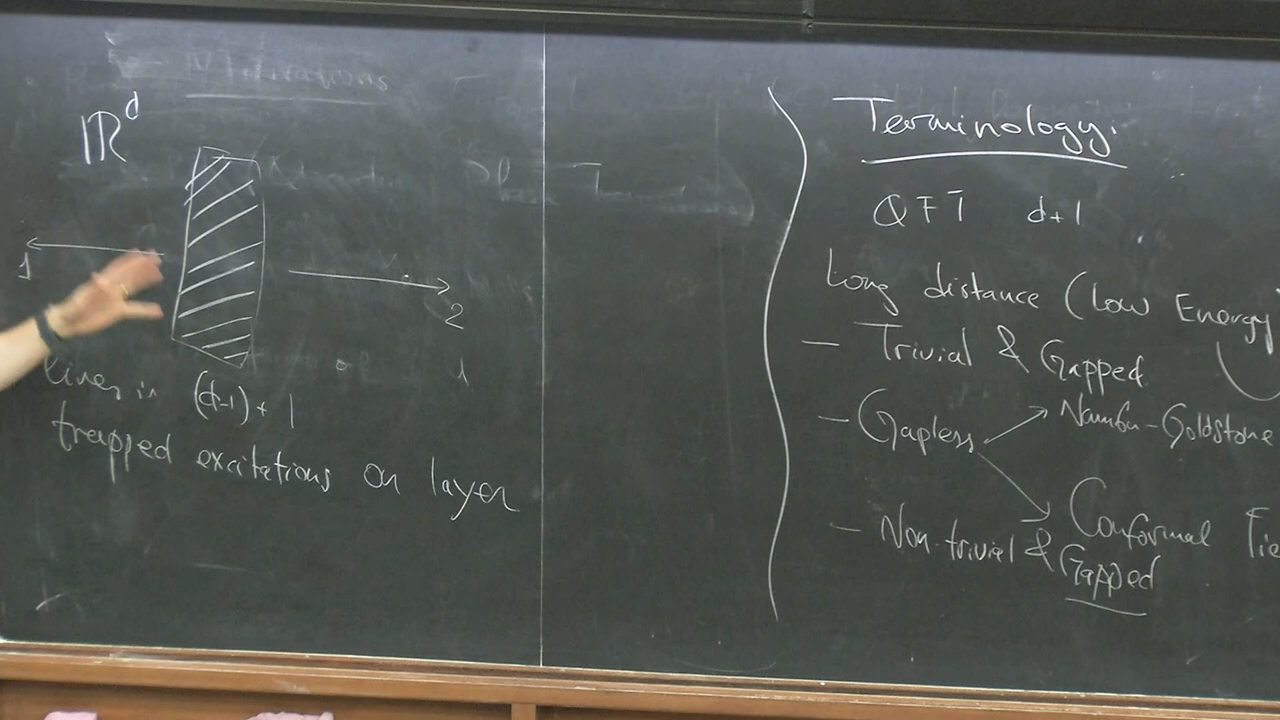 ℝ^d
1
2
lives in (d-1)+1
trapped excitations on layer
Terminology:
QFT d+1
Long distance (Low Energy
– Trivial & Gapped
– Gapless → Nambu-Goldstone
→ Conformal Fie
– Non-trivial & Gapped